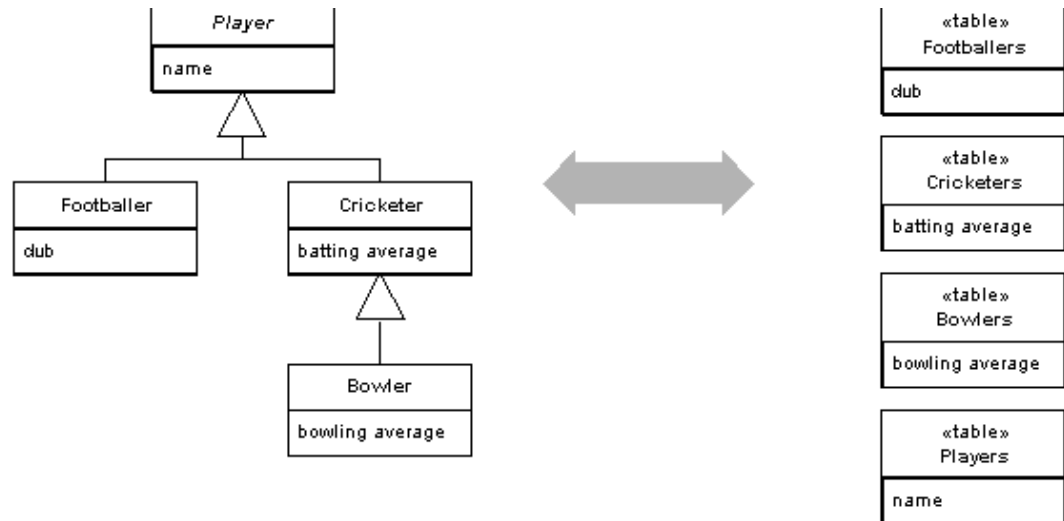 Player
name
Footballer
club
Cricketer
batting average
Bowler
bowling average
«table»
Footballers
club
«table»
Cricketers
batting average
«table»
Bowlers
bowling average
«table»
Players
name